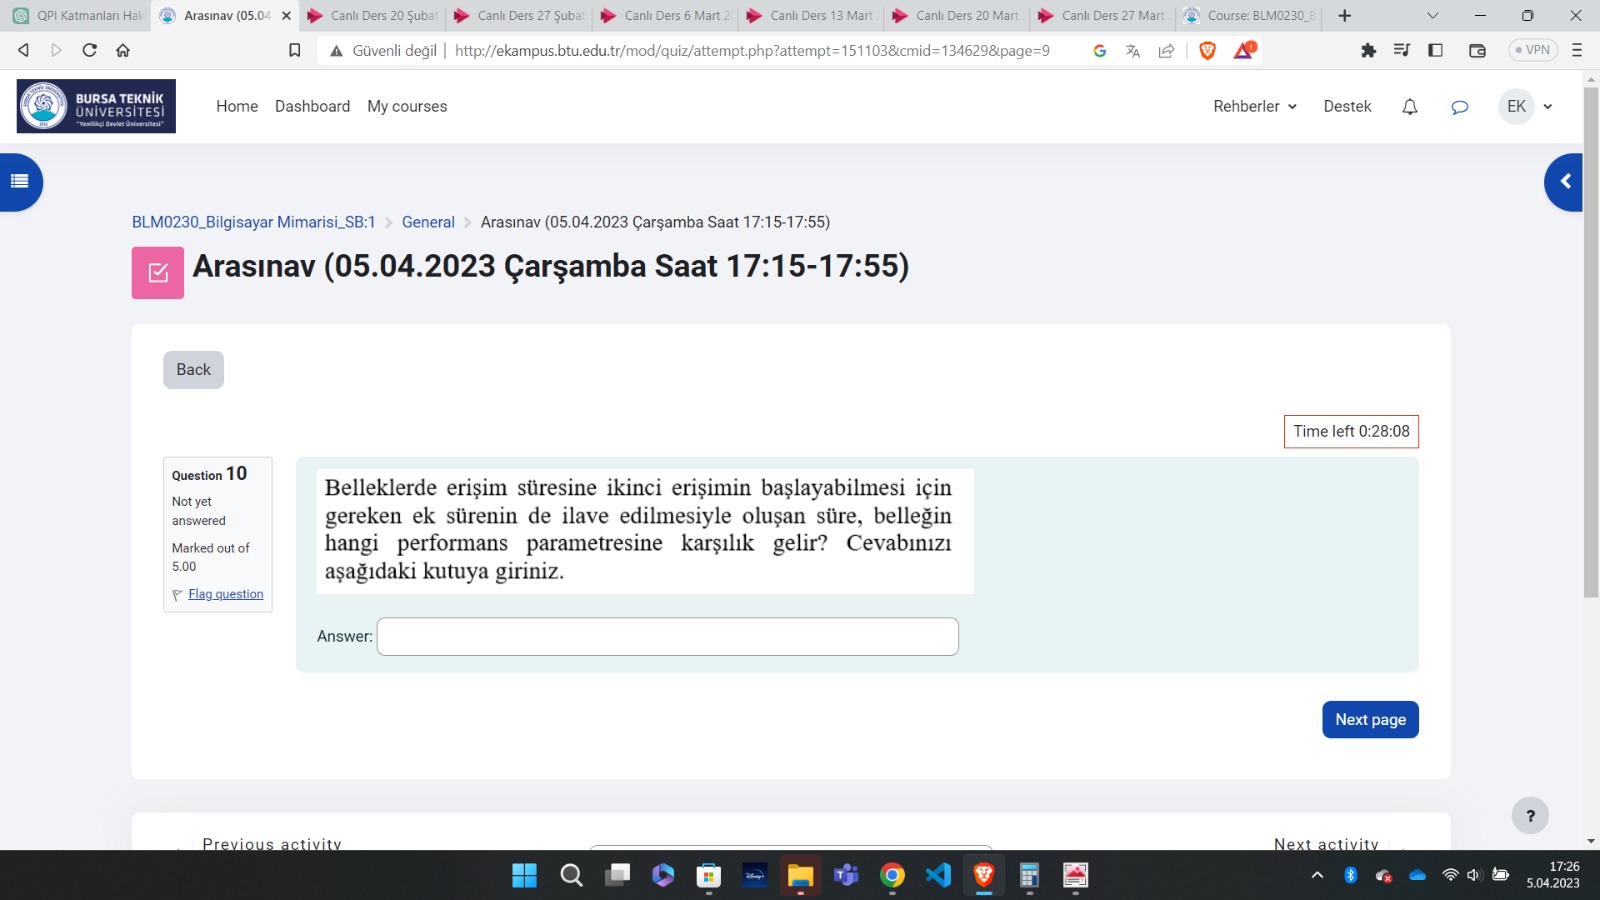 QPI Katmanları Hak
Arasınav (05.04
Canlı Ders 20 Şubat
Canlı Ders 27 Şubat
Canlı Ders 6 Mart 2
Canlı Ders 13 Mart
Canlı Ders 20 Mart
Canlı Ders 27 Mart
Course: BLM0230_B
Güvenli değil
http://ekampus.btu.edu.tr/mod/quiz/attempt.php?attempt=151103&cmid=134629&page=9
VPN
BURSA TEKNİK
ÜNİVERSİTESİ
"Yenilikçi Devlet Üniversitesi"
Home Dashboard My courses
Rehberler Destek EK
BLM0230_Bilgisayar Mimarisi_SB:1 General Arasınav (05.04.2023 Çarşamba Saat 17:15-17:55)
Arasınav (05.04.2023 Çarşamba Saat 17:15-17:55)
Back
Time left 0:28:08
Question 10
Not yet
answered
Marked out of
5.00
Flag question
Belleklerde erişim süresine ikinci erişimin başlayabilmesi için
gereken ek sürenin de ilave edilmesiyle oluşan süre, belleğin
hangi performans parametresine karşılık gelir? Cevabınızı
aşağıdaki kutuya giriniz.
Answer:
Next page
?
Previous activity
Next activity
17:26
5.04.2023